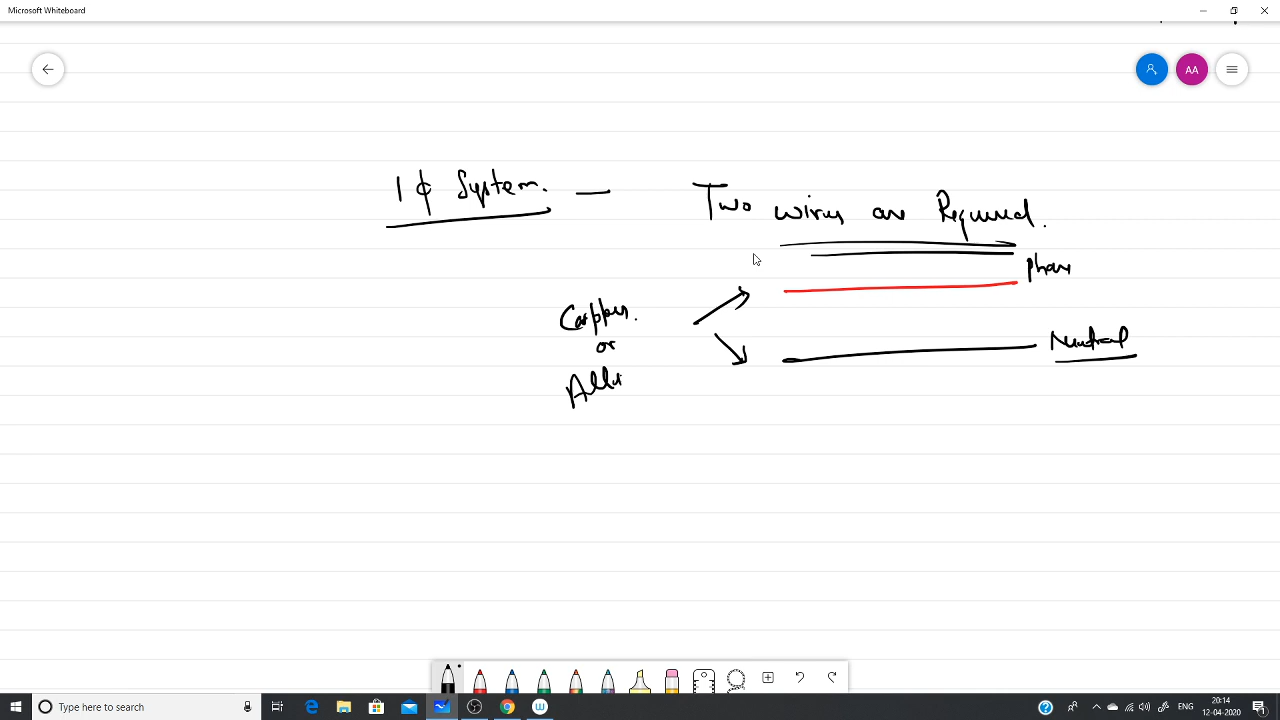 Microsoft Whiteboard
AA
1 ϕ System. — Two wires are Required.
Phase
Copper.
or
Neutral
Type here to search
ENG
20:14
12-04-2020